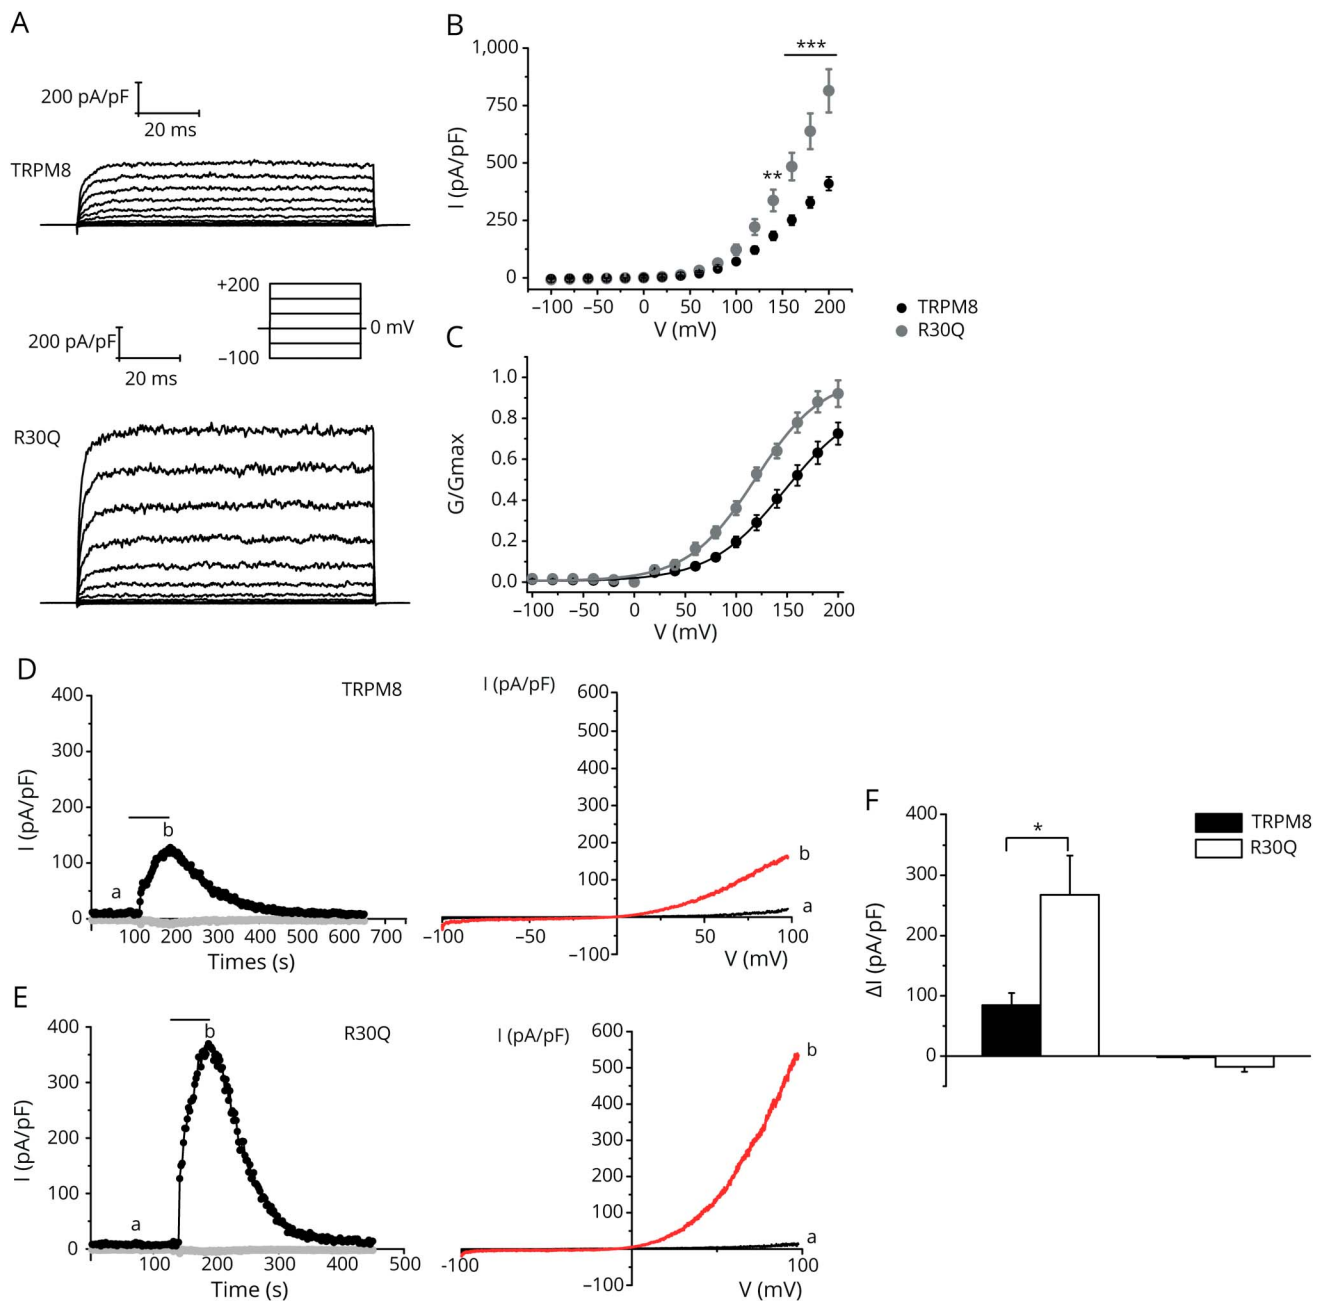 A
200 pA/pF
20 ms
TRPM8
+200
0 mV
−100
200 pA/pF
20 ms
R30Q
B
***
**
1,000
750
500
250
0
I (pA/pF)
−100 −50 0 50 100 150 200
V (mV)
TRPM8
R30Q
C
1.0
0.8
0.6
0.4
0.2
0.0
G/Gmax
−100 −50 0 50 100 150 200
V (mV)
D
TRPM8
400
300
200
100
0
I (pA/pF)
a
b
100 200 300 400 500 600 700
Times (s)
I (pA/pF)
600
500
400
300
200
100
−100
−100 −50 50 100
b
a
V (mV)
E
R30Q
400
300
200
100
0
I (pA/pF)
a
b
100 200 300 400 500
Time (s)
I (pA/pF)
600
500
400
300
200
100
−100
-100 100
b
a
V (mV)
F
400
300
200
100
0
ΔI (pA/pF)
*
TRPM8
R30Q